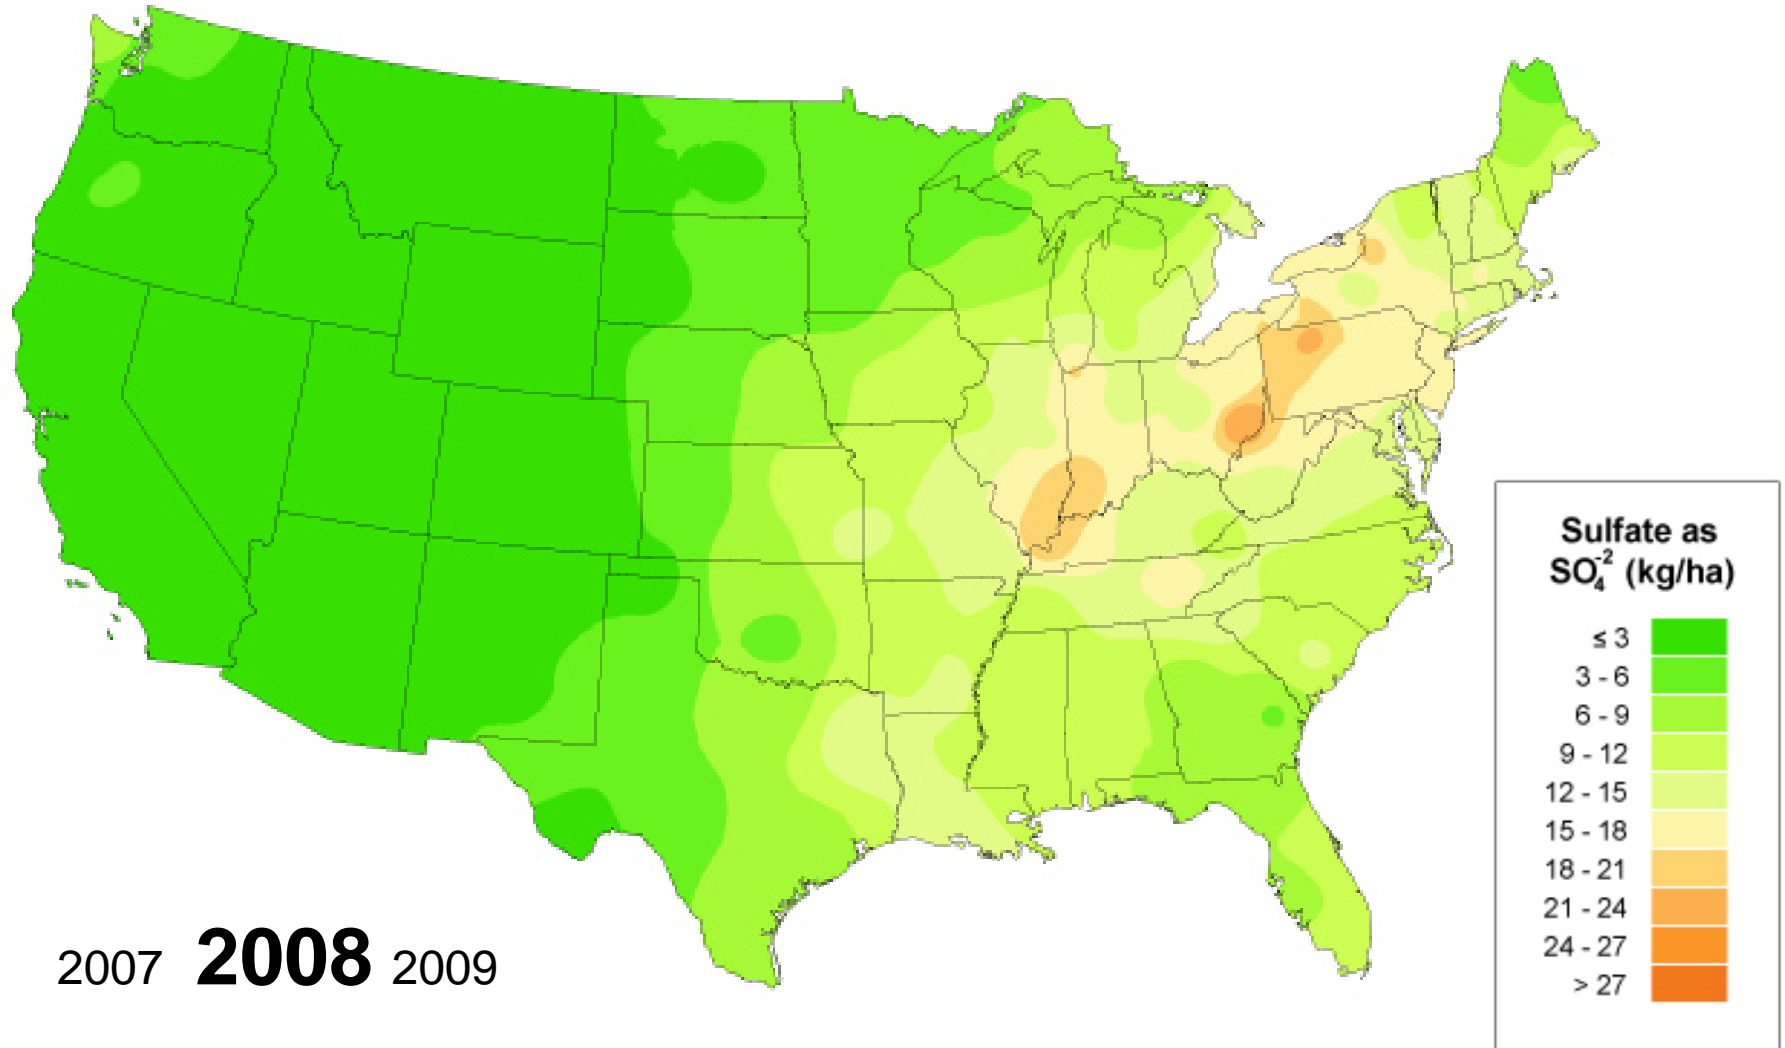 Sulfate as
SO₄⁻² (kg/ha)
≤ 3
3 - 6
6 - 9
9 - 12
12 - 15
15 - 18
18 - 21
21 - 24
24 - 27
> 27
2007 2008 2009